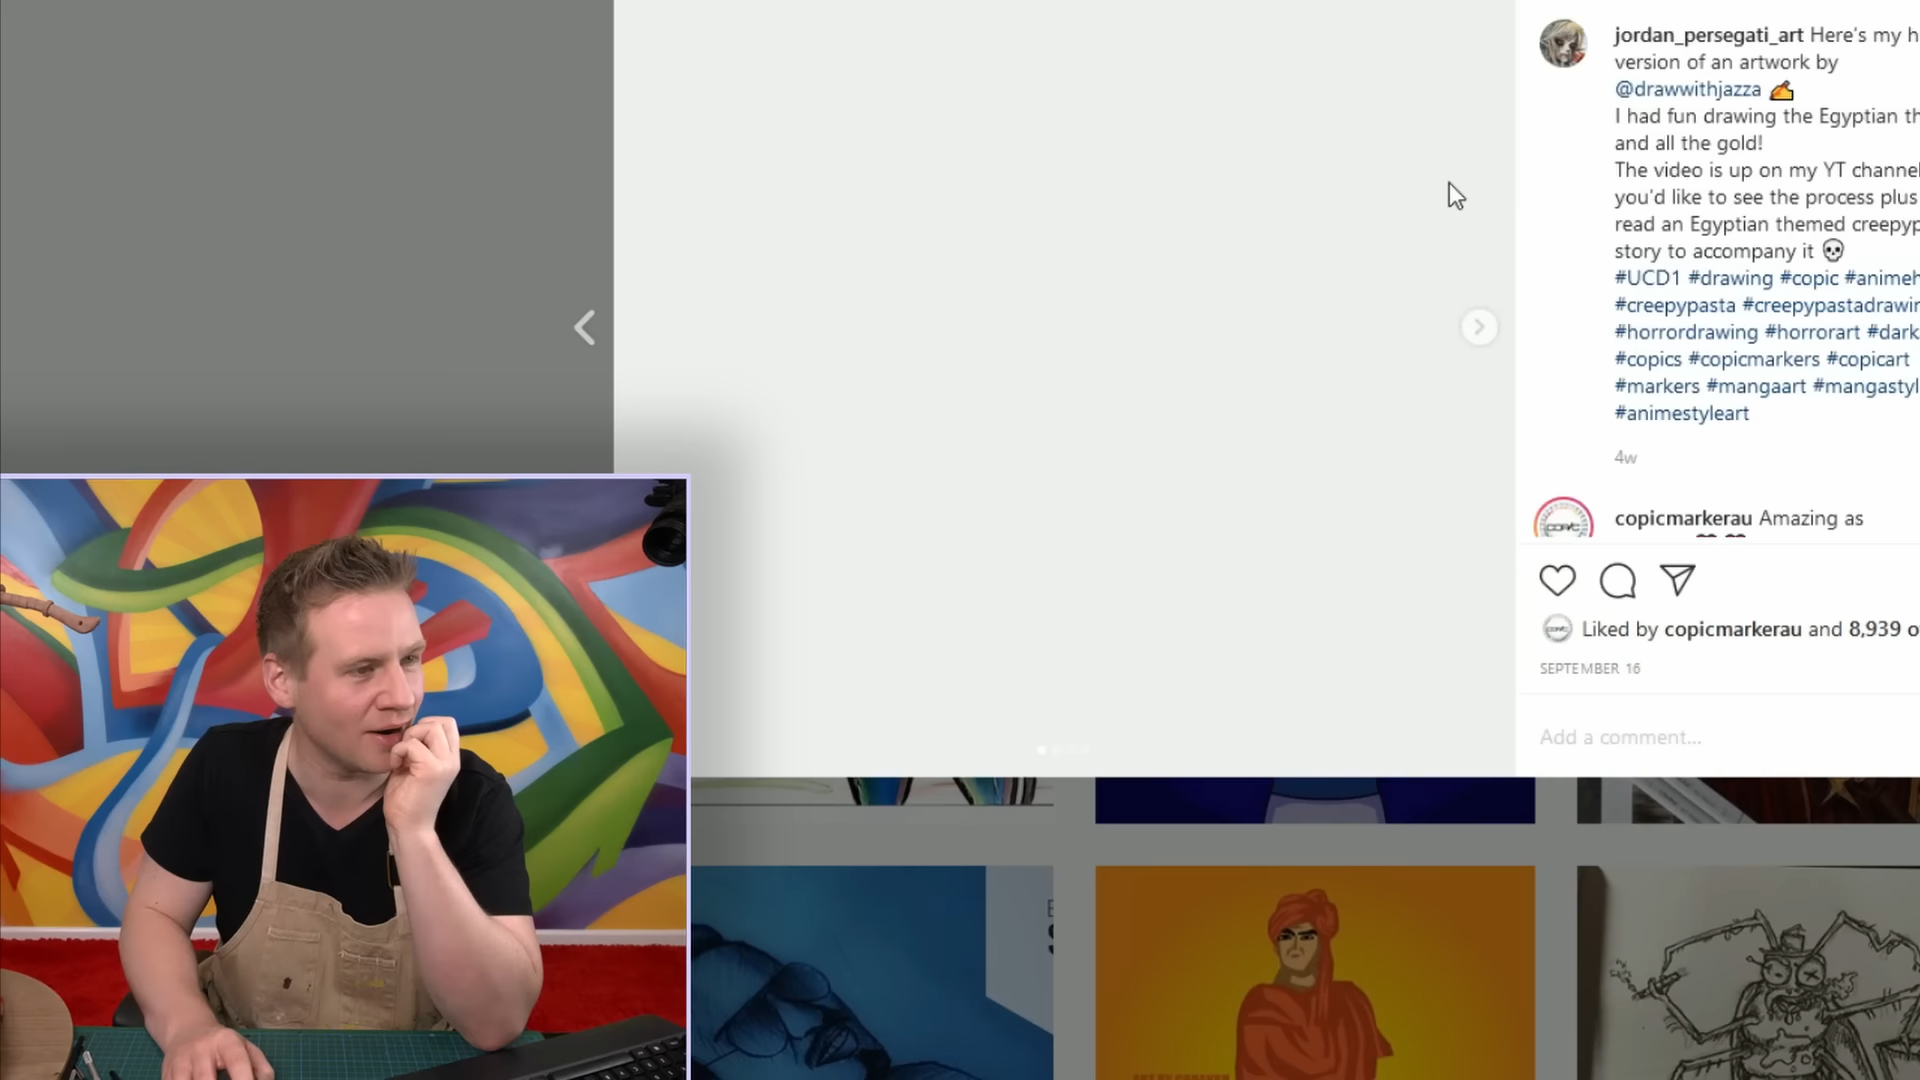 jordan_persegati_art Here's my h
version of an artwork by
@drawwithjazza
I had fun drawing the Egyptian th
and all the gold!
The video is up on my YT channel
you'd like to see the process plus
read an Egyptian themed creepyp
story to accompany it
#UCD1 #drawing #copic #animeh
#creepypasta #creepypastadrawin
#horrordrawing #horrorart #dark
#copics #copicmarkers #copicart
#markers #mangaart #mangastyl
#animestyleart
4w
copicmarkerau Amazing as
Liked by copicmarkerau and 8,939 o
SEPTEMBER 16
Add a comment...